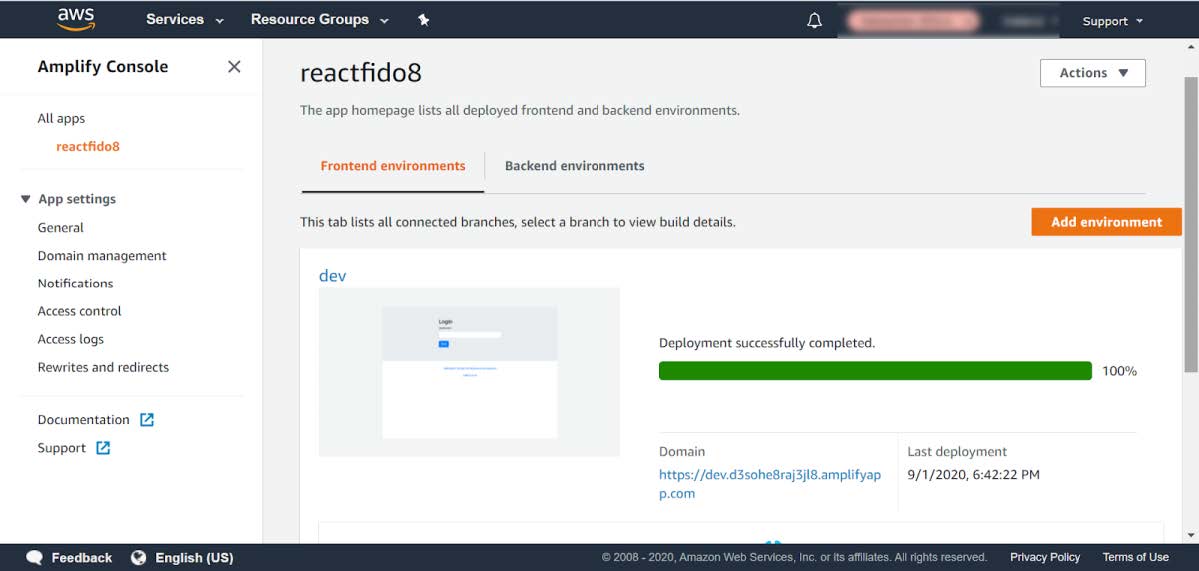 aws
Services
Resource Groups
Support
Amplify Console
All apps
reactfido8
App settings
General
Domain management
Notifications
Access control
Access logs
Rewrites and redirects
Documentation
Support
reactfido8
Actions
The app homepage lists all deployed frontend and backend environments.
Frontend environments
Backend environments
This tab lists all connected branches, select a branch to view build details.
Add environment
dev
Login
Deployment successfully completed.
100%
Domain
https://dev.d3sohe8raj3jl8.amplifyap
p.com
Last deployment
9/1/2020, 6:42:22 PM
Feedback
English (US)
© 2008 - 2020, Amazon Web Services, Inc. or its affiliates. All rights reserved.
Privacy Policy
Terms of Use